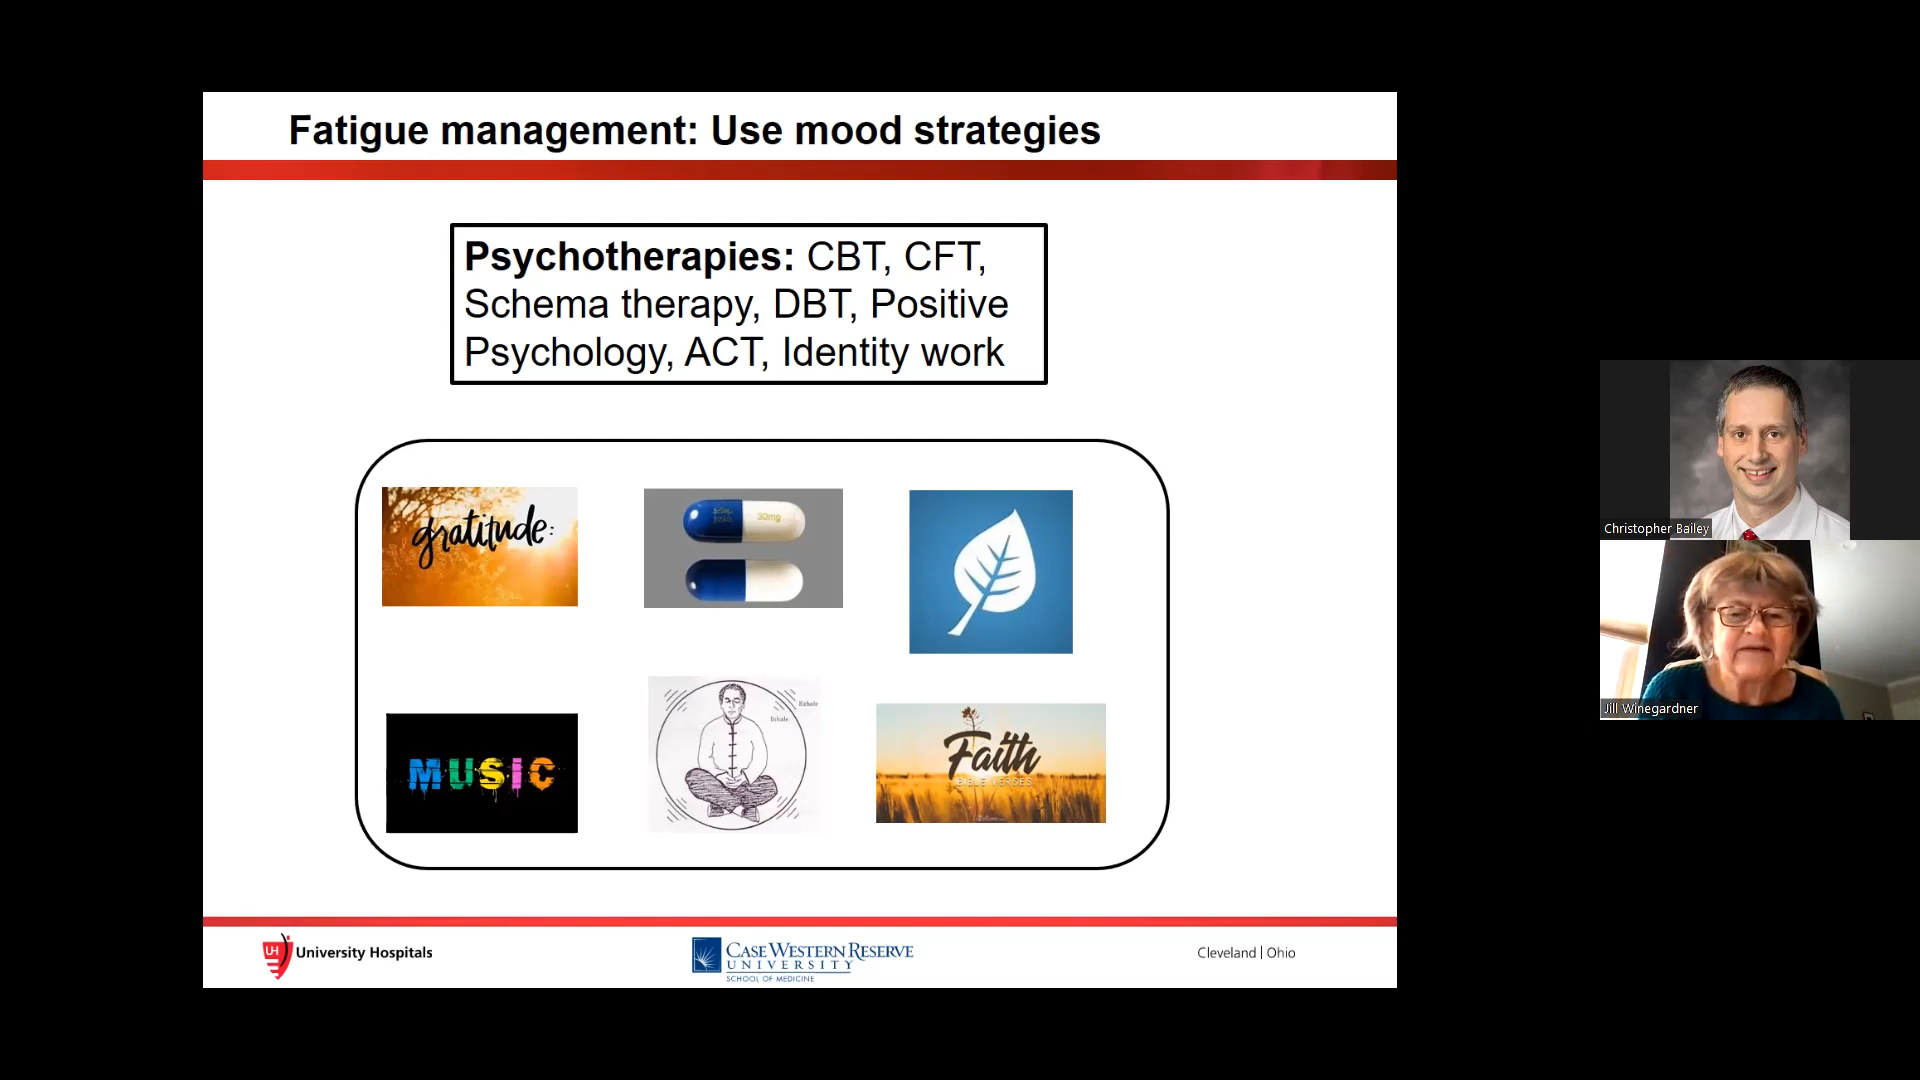 Fatigue management: Use mood strategies
Psychotherapies: CBT, CFT,
Schema therapy, DBT, Positive
Psychology, ACT, Identity work
gratitude:
30mg
MUSIC
Exhale
Inhale
Faith
BIBLE VERSES
UH University Hospitals
CASE WESTERN RESERVE
UNIVERSITY
SCHOOL OF MEDICINE
Cleveland | Ohio
Christopher Bailey
Jill Winegardner